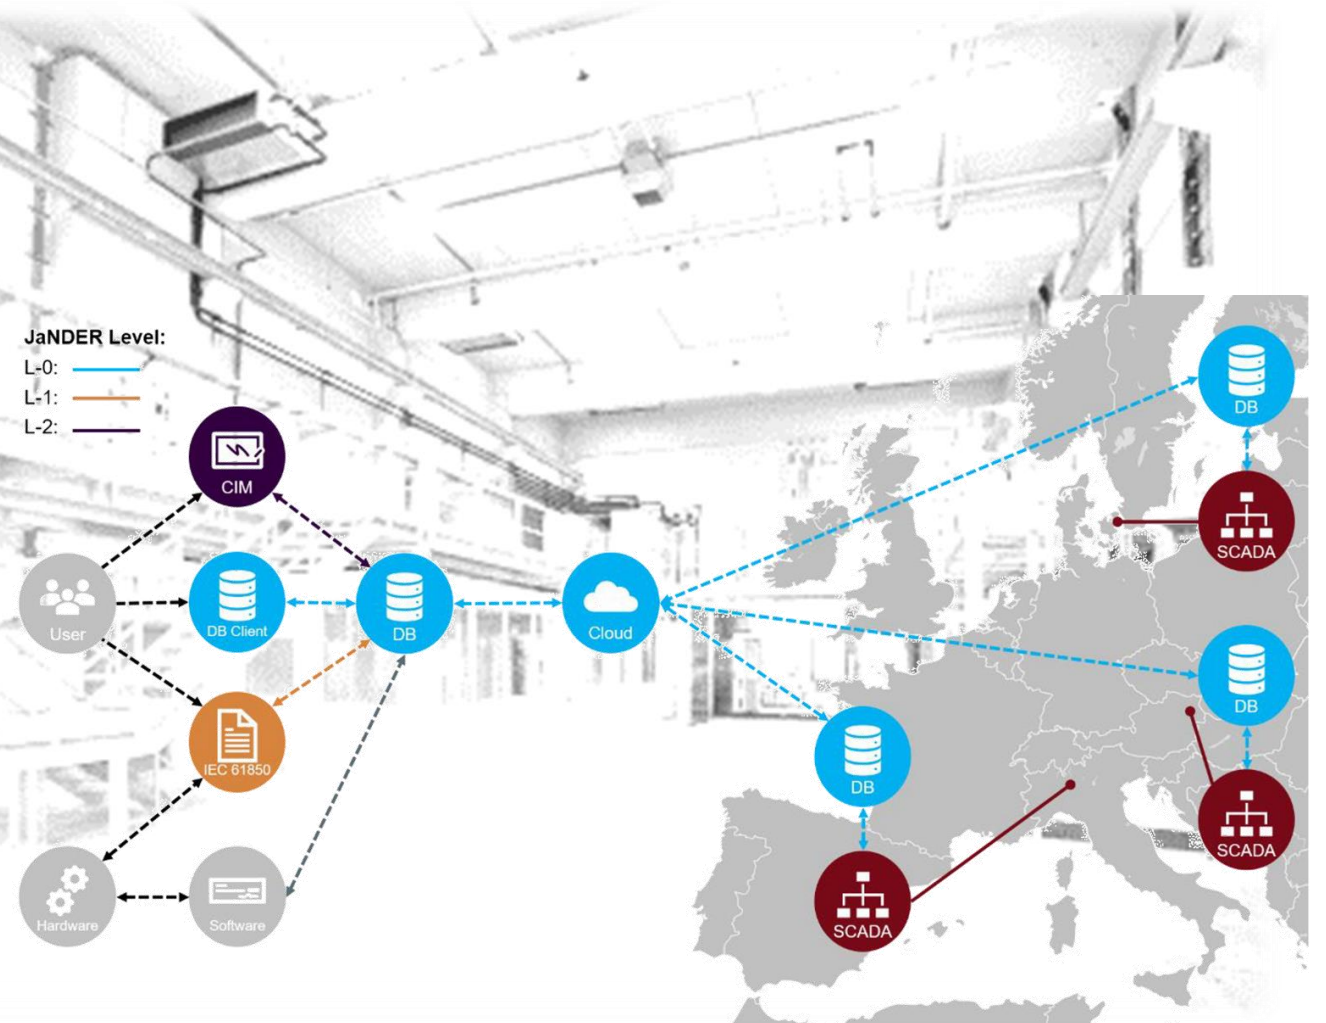 JaNDER Level:
L-0:
L-1:
L-2:
CIM
User
DB Client
DB
Cloud
IEC 61850
Hardware
Software
DB
SCADA
DB
SCADA
DB
SCADA